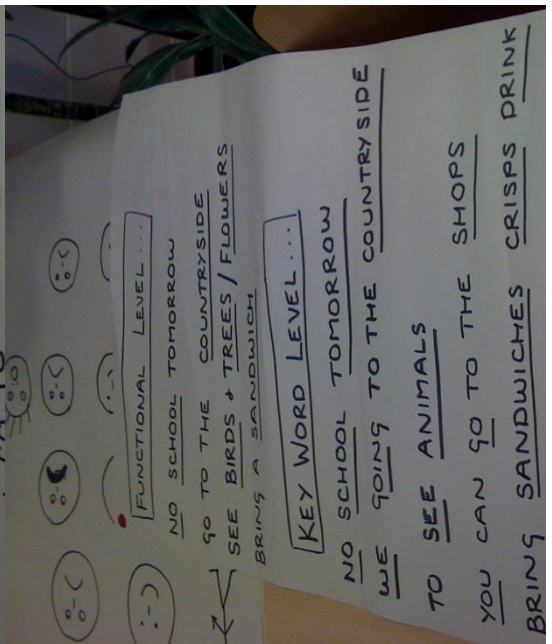 FUNCTIONAL LEVEL....
NO SCHOOL TOMORROW
GO TO THE COUNTRYSIDE
SEE BIRDS & TREES / FLOWERS
BRING A SANDWICH
KEY WORD LEVEL...
NO SCHOOL TOMORROW
WE GOING TO THE COUNTRYSIDE
TO SEE ANIMALS
YOU CAN GO TO THE SHOPS
BRING SANDWICHES CRISPS DRINK